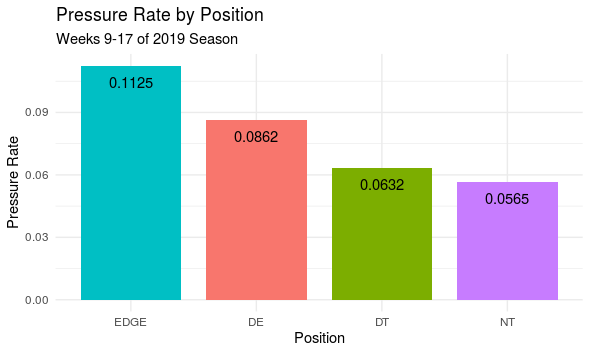 Pressure Rate by Position
Weeks 9-17 of 2019 Season
Pressure Rate
0.09
0.06
0.03
0.00
0.1125
0.0862
0.0632
0.0565
EDGE DE DT NT
Position